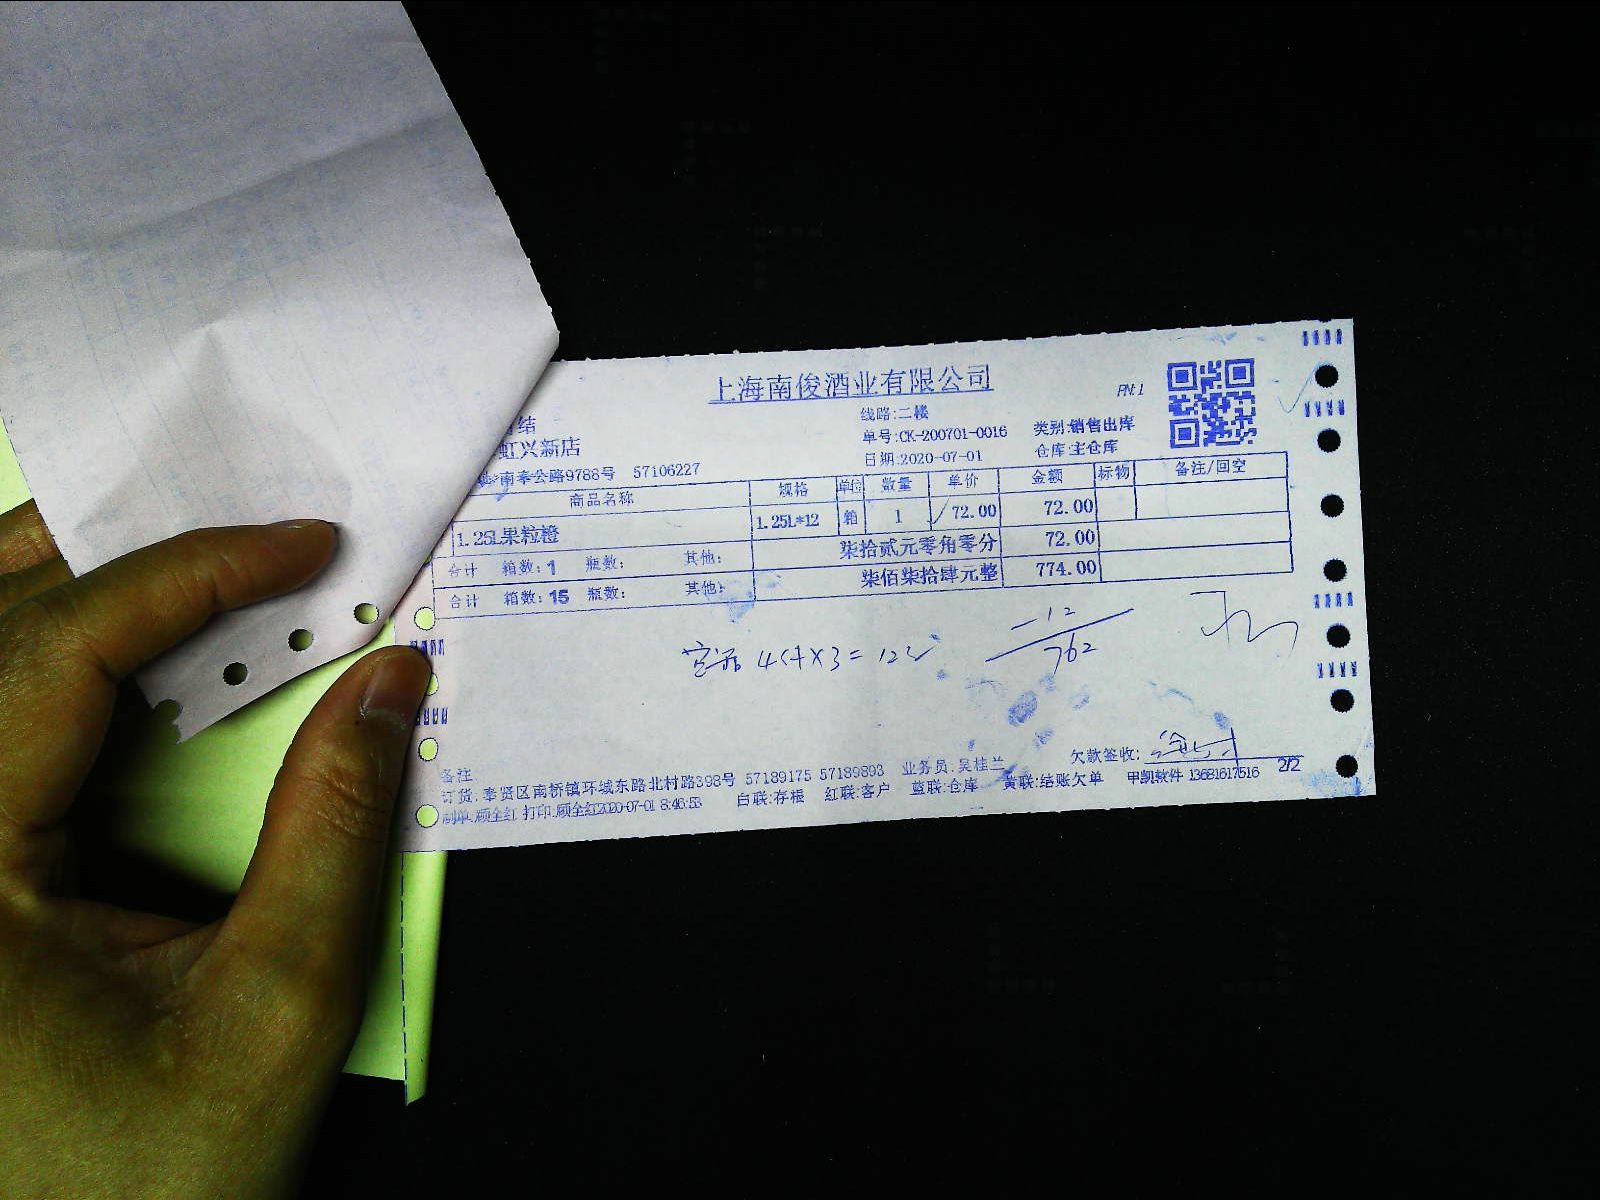 上海南俊酒业有限公司
PN:1
结
线路:二楼
虹兴新店
单号:CK-200701-0016 类别:销售出库
南奉公路9788号 57106227
日期:2020-07-01 仓库:主仓库
商品名称 规格 单位 数量 单价 金额 标物 备注/回空
1.25L果粒橙 1.25L*12 箱 1 72.00 72.00
合计 箱数:1 瓶数: 其他: 柒拾贰元零角零分 72.00
合计 箱数:15 瓶数: 其他: 柒佰柒拾肆元整 774.00
-12
762
备注:
欠款签收:
订货:奉贤区南桥镇环城东路北村路398号 57189175 57189893 业务员:吴桂兰
制单:顾全红 打印:顾全红2020-07-01 8:46:53 白联:存根 红联:客户 蓝联:仓库 黄联:结账欠单 甲凯软件 13681617516 2/2